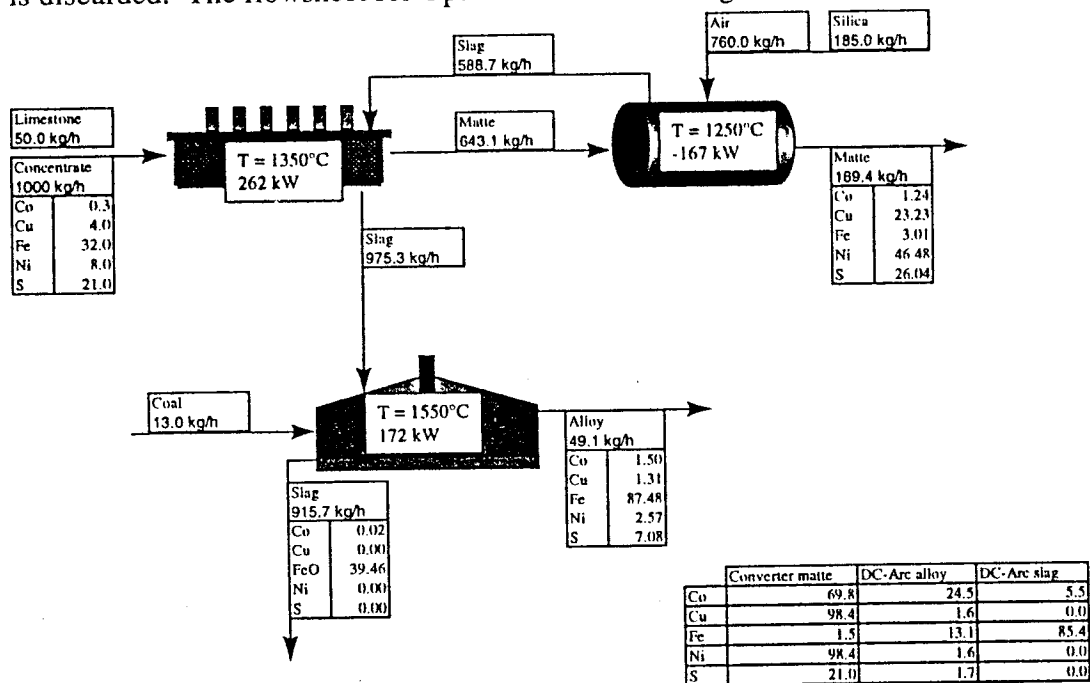 is discarded. The flowsheet for
Air
760.0 kg/h
Silica
185.0 kg/h
Slag
588.7 kg/h
Limestone
50.0 kg/h
Concentrate
1000 kg/h
Co 0.3
Cu 4.0
Fe 32.0
Ni 8.0
S 21.0
T = 1350°C
262 kW
Matte
643.1 kg/h
T = 1250°C
-167 kW
Matte
169.4 kg/h
Co 1.24
Cu 23.23
Fe 3.01
Ni 46.48
S 26.04
Slag
975.3 kg/h
Coal
13.0 kg/h
T = 1550°C
172 kW
Alloy
49.1 kg/h
Co 1.50
Cu 1.31
Fe 87.48
Ni 2.57
S 7.08
Slag
915.7 kg/h
Co 0.02
Cu 0.00
FeO 39.46
Ni 0.00
S 0.00
Converter matte DC-Arc alloy DC-Arc slag
Co 69.8 24.5 5.5
Cu 98.4 1.6 0.0
Fe 1.5 13.1 85.4
Ni 98.4 1.6 0.0
S 21.0 1.7 0.0